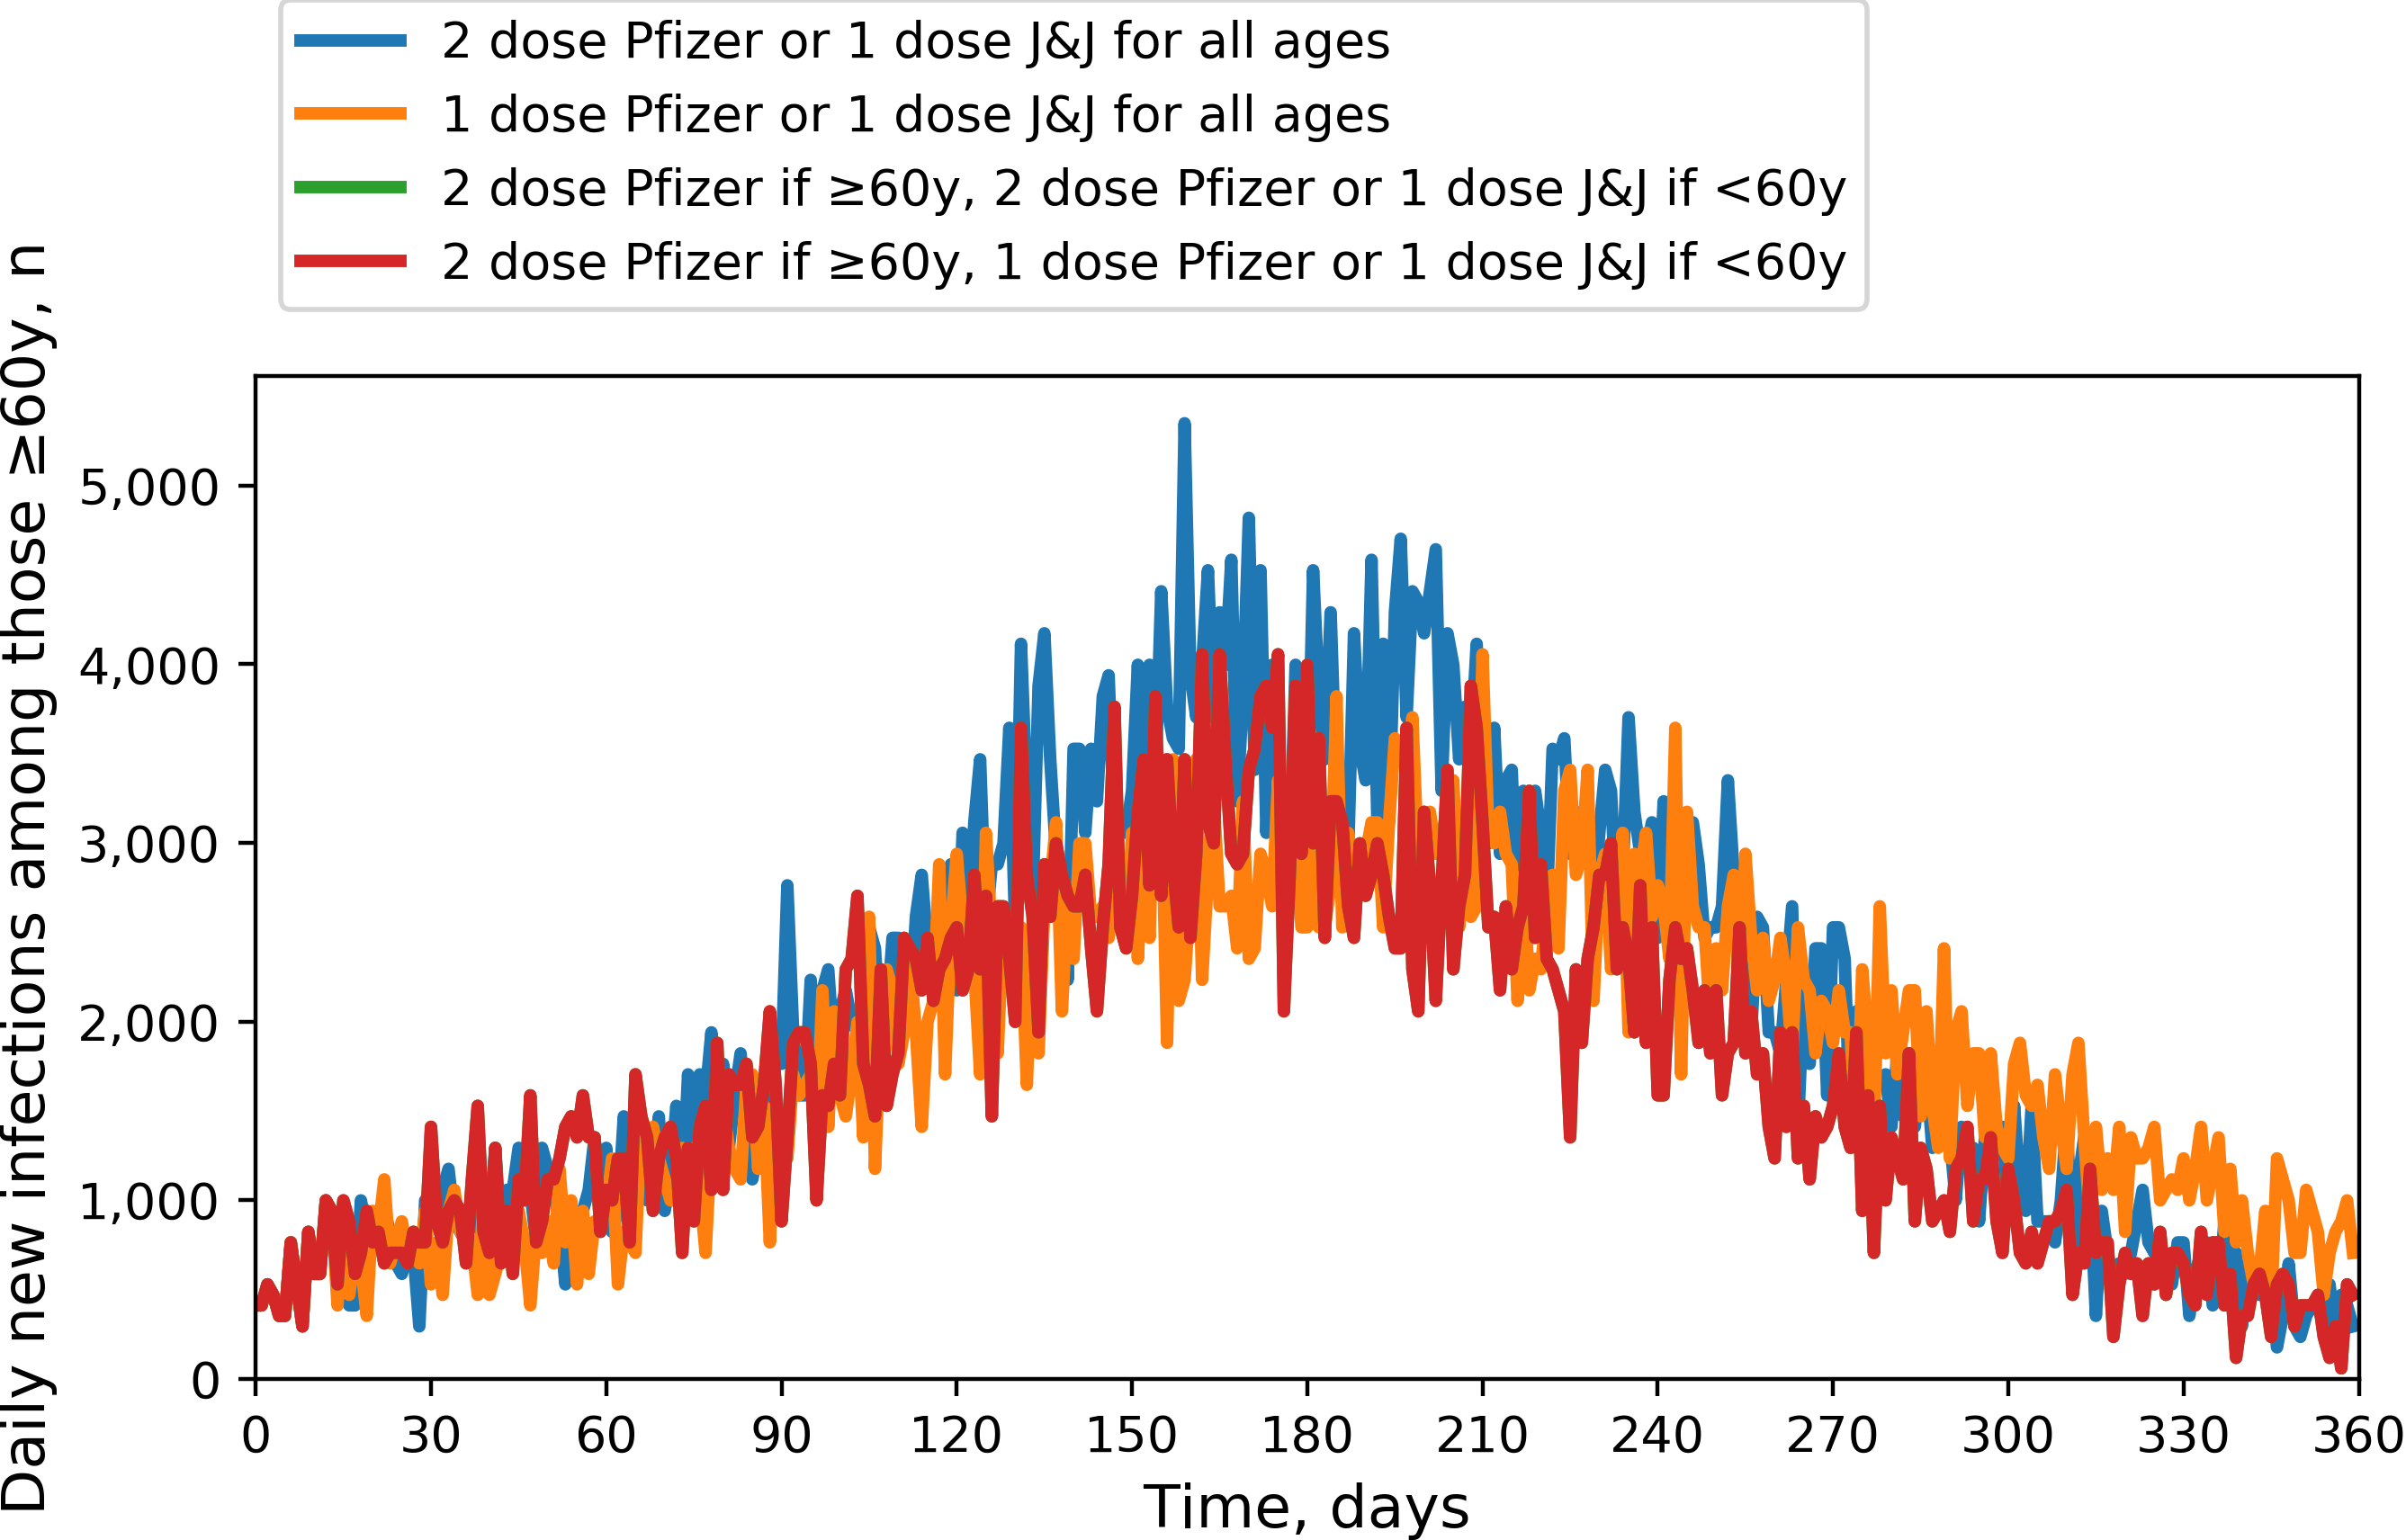 2 dose Pfizer or 1 dose J&J for all ages
1 dose Pfizer or 1 dose J&J for all ages
2 dose Pfizer if ≥60y, 2 dose Pfizer or 1 dose J&J if <60y
2 dose Pfizer if ≥60y, 1 dose Pfizer or 1 dose J&J if <60y
Daily new infections among those ≥60y, n
5,000
4,000
3,000
2,000
1,000
0
0 30 60 90 120 150 180 210 240 270 300 330 360
Time, days